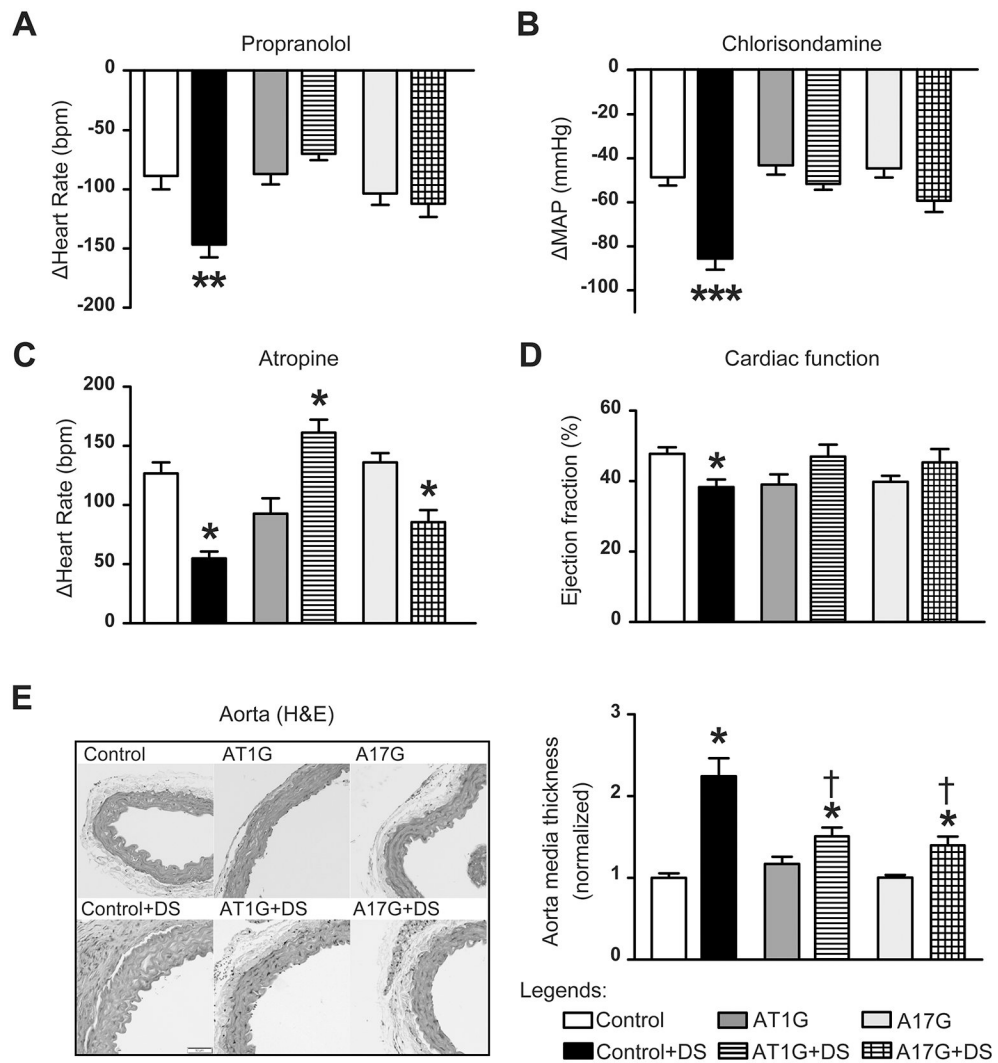 A
Propranolol
0
-50
-100
-150
-200
ΔHeart Rate (bpm)
**
B
Chlorisondamine
0
-20
-40
-60
-80
-100
ΔMAP (mmHg)
***
C
Atropine
200
150
100
50
0
ΔHeart Rate (bpm)
*
*
*
D
Cardiac function
60
40
20
0
Ejection fraction (%)
*
E
Aorta (H&E)
Control AT1G A17G
Control+DS AT1G+DS A17G+DS
3
2
1
0
Aorta media thickness
(normalized)
*
†
*
†
*
Legends:
Control AT1G A17G
Control+DS AT1G+DS A17G+DS